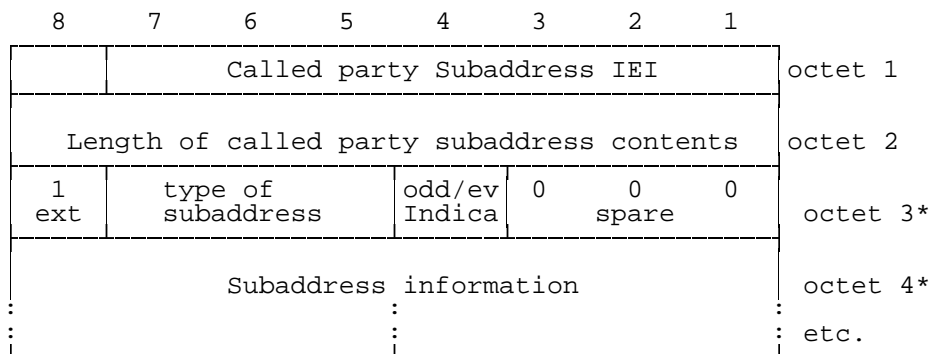 8 7 6 5 4 3 2 1
Called party Subaddress IEI octet 1
Length of called party subaddress contents octet 2
1 type of odd/ev 0 0 0
ext subaddress Indica spare octet 3*
Subaddress information octet 4*
: : :
: : : etc.